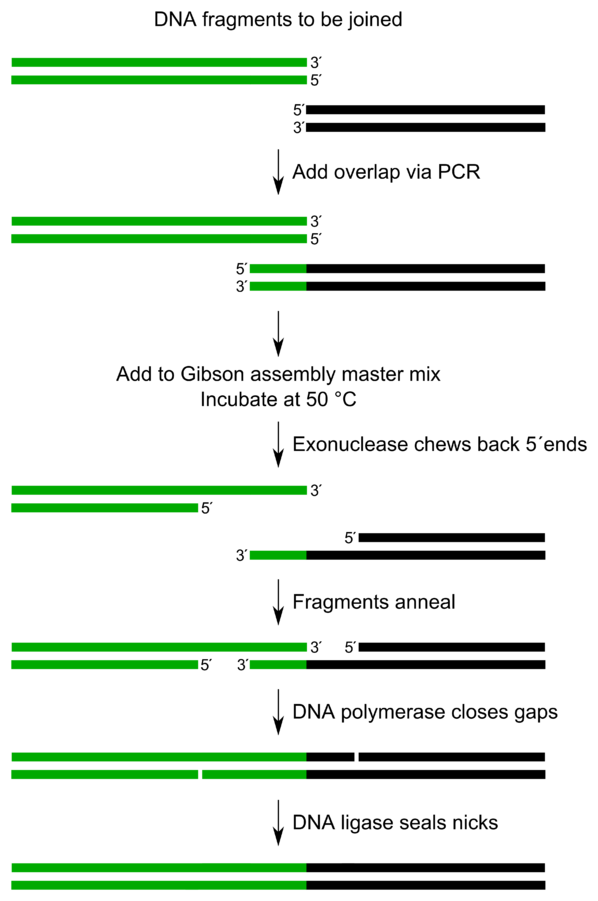 DNA fragments to be joined
3´
5´
5´
3´
Add overlap via PCR
3´
5´
5´
3´
Add to Gibson assembly master mix
Incubate at 50 °C
Exonuclease chews back 5´ends
3´
5´
5´
3´
Fragments anneal
3´ 5´
5´ 3´
DNA polymerase closes gaps
DNA ligase seals nicks